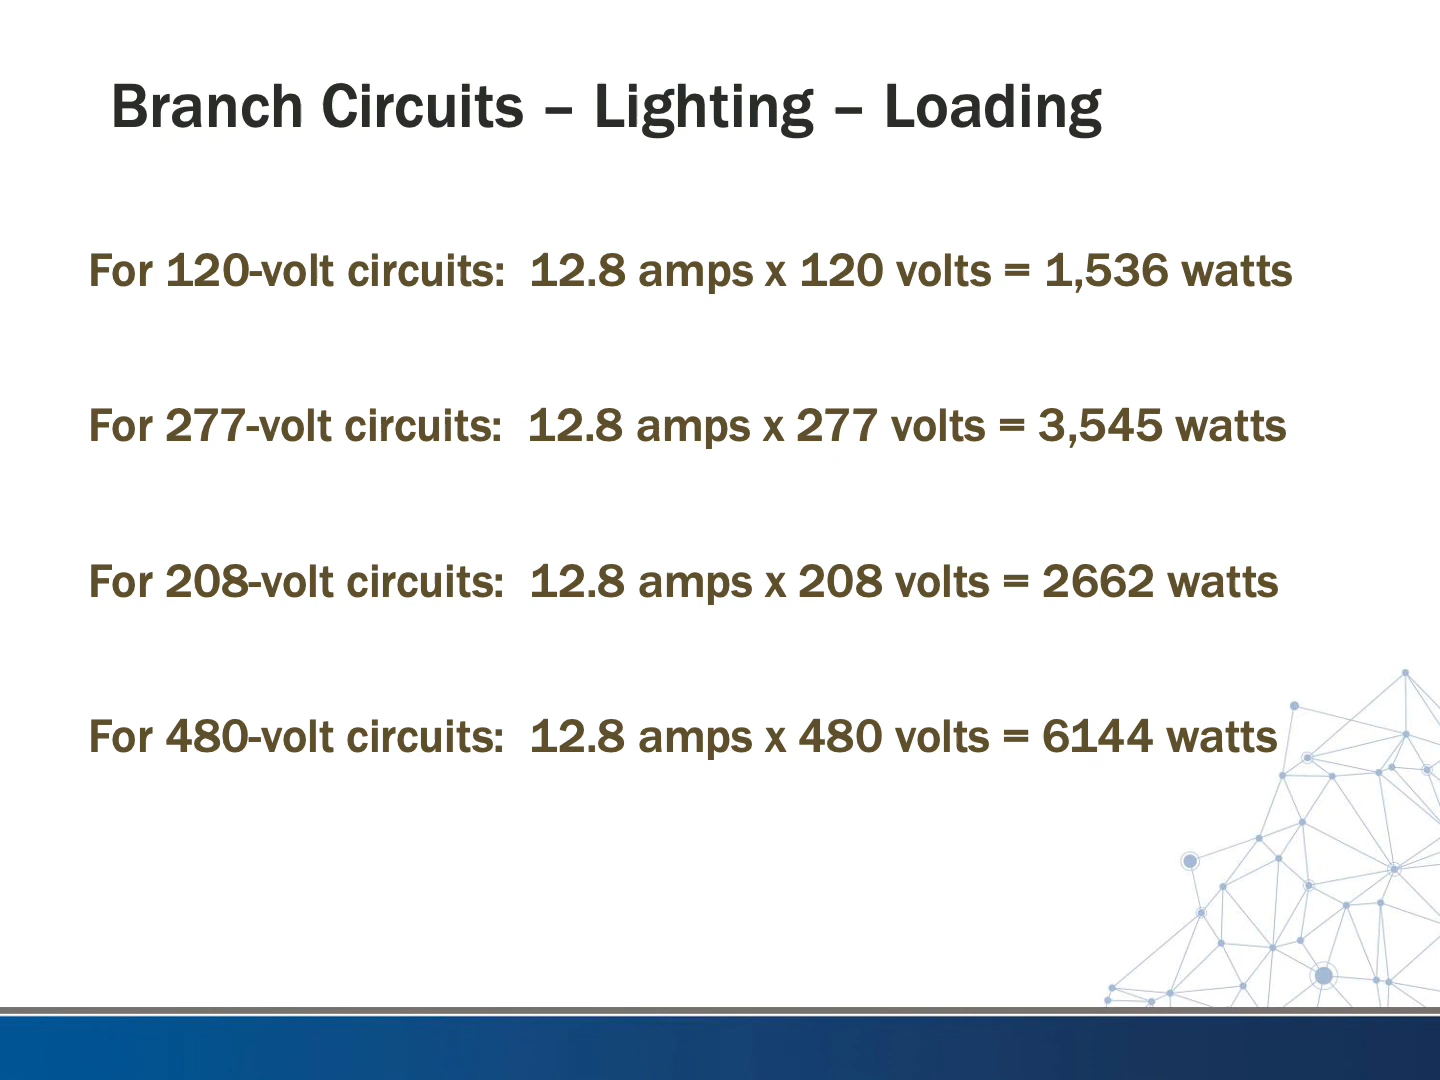 Branch Circuits – Lighting – Loading
For 120-volt circuits:  12.8 amps x 120 volts = 1,536 watts
For 277-volt circuits:  12.8 amps x 277 volts = 3,545 watts
For 208-volt circuits:  12.8 amps x 208 volts = 2662 watts
For 480-volt circuits:  12.8 amps x 480 volts = 6144 watts